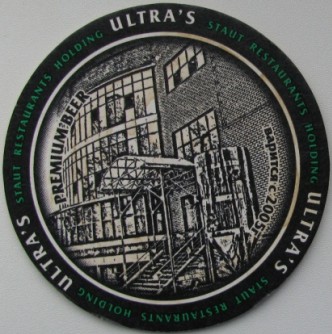 ULTRA'S STAUT RESTAURANTS HOLDING ULTRA'S STAUT RESTAURANTS HOLDING ULTRA'S STAUT RESTAURANTS HOLDING
PREMIUM BEER
варится с 2005 г.